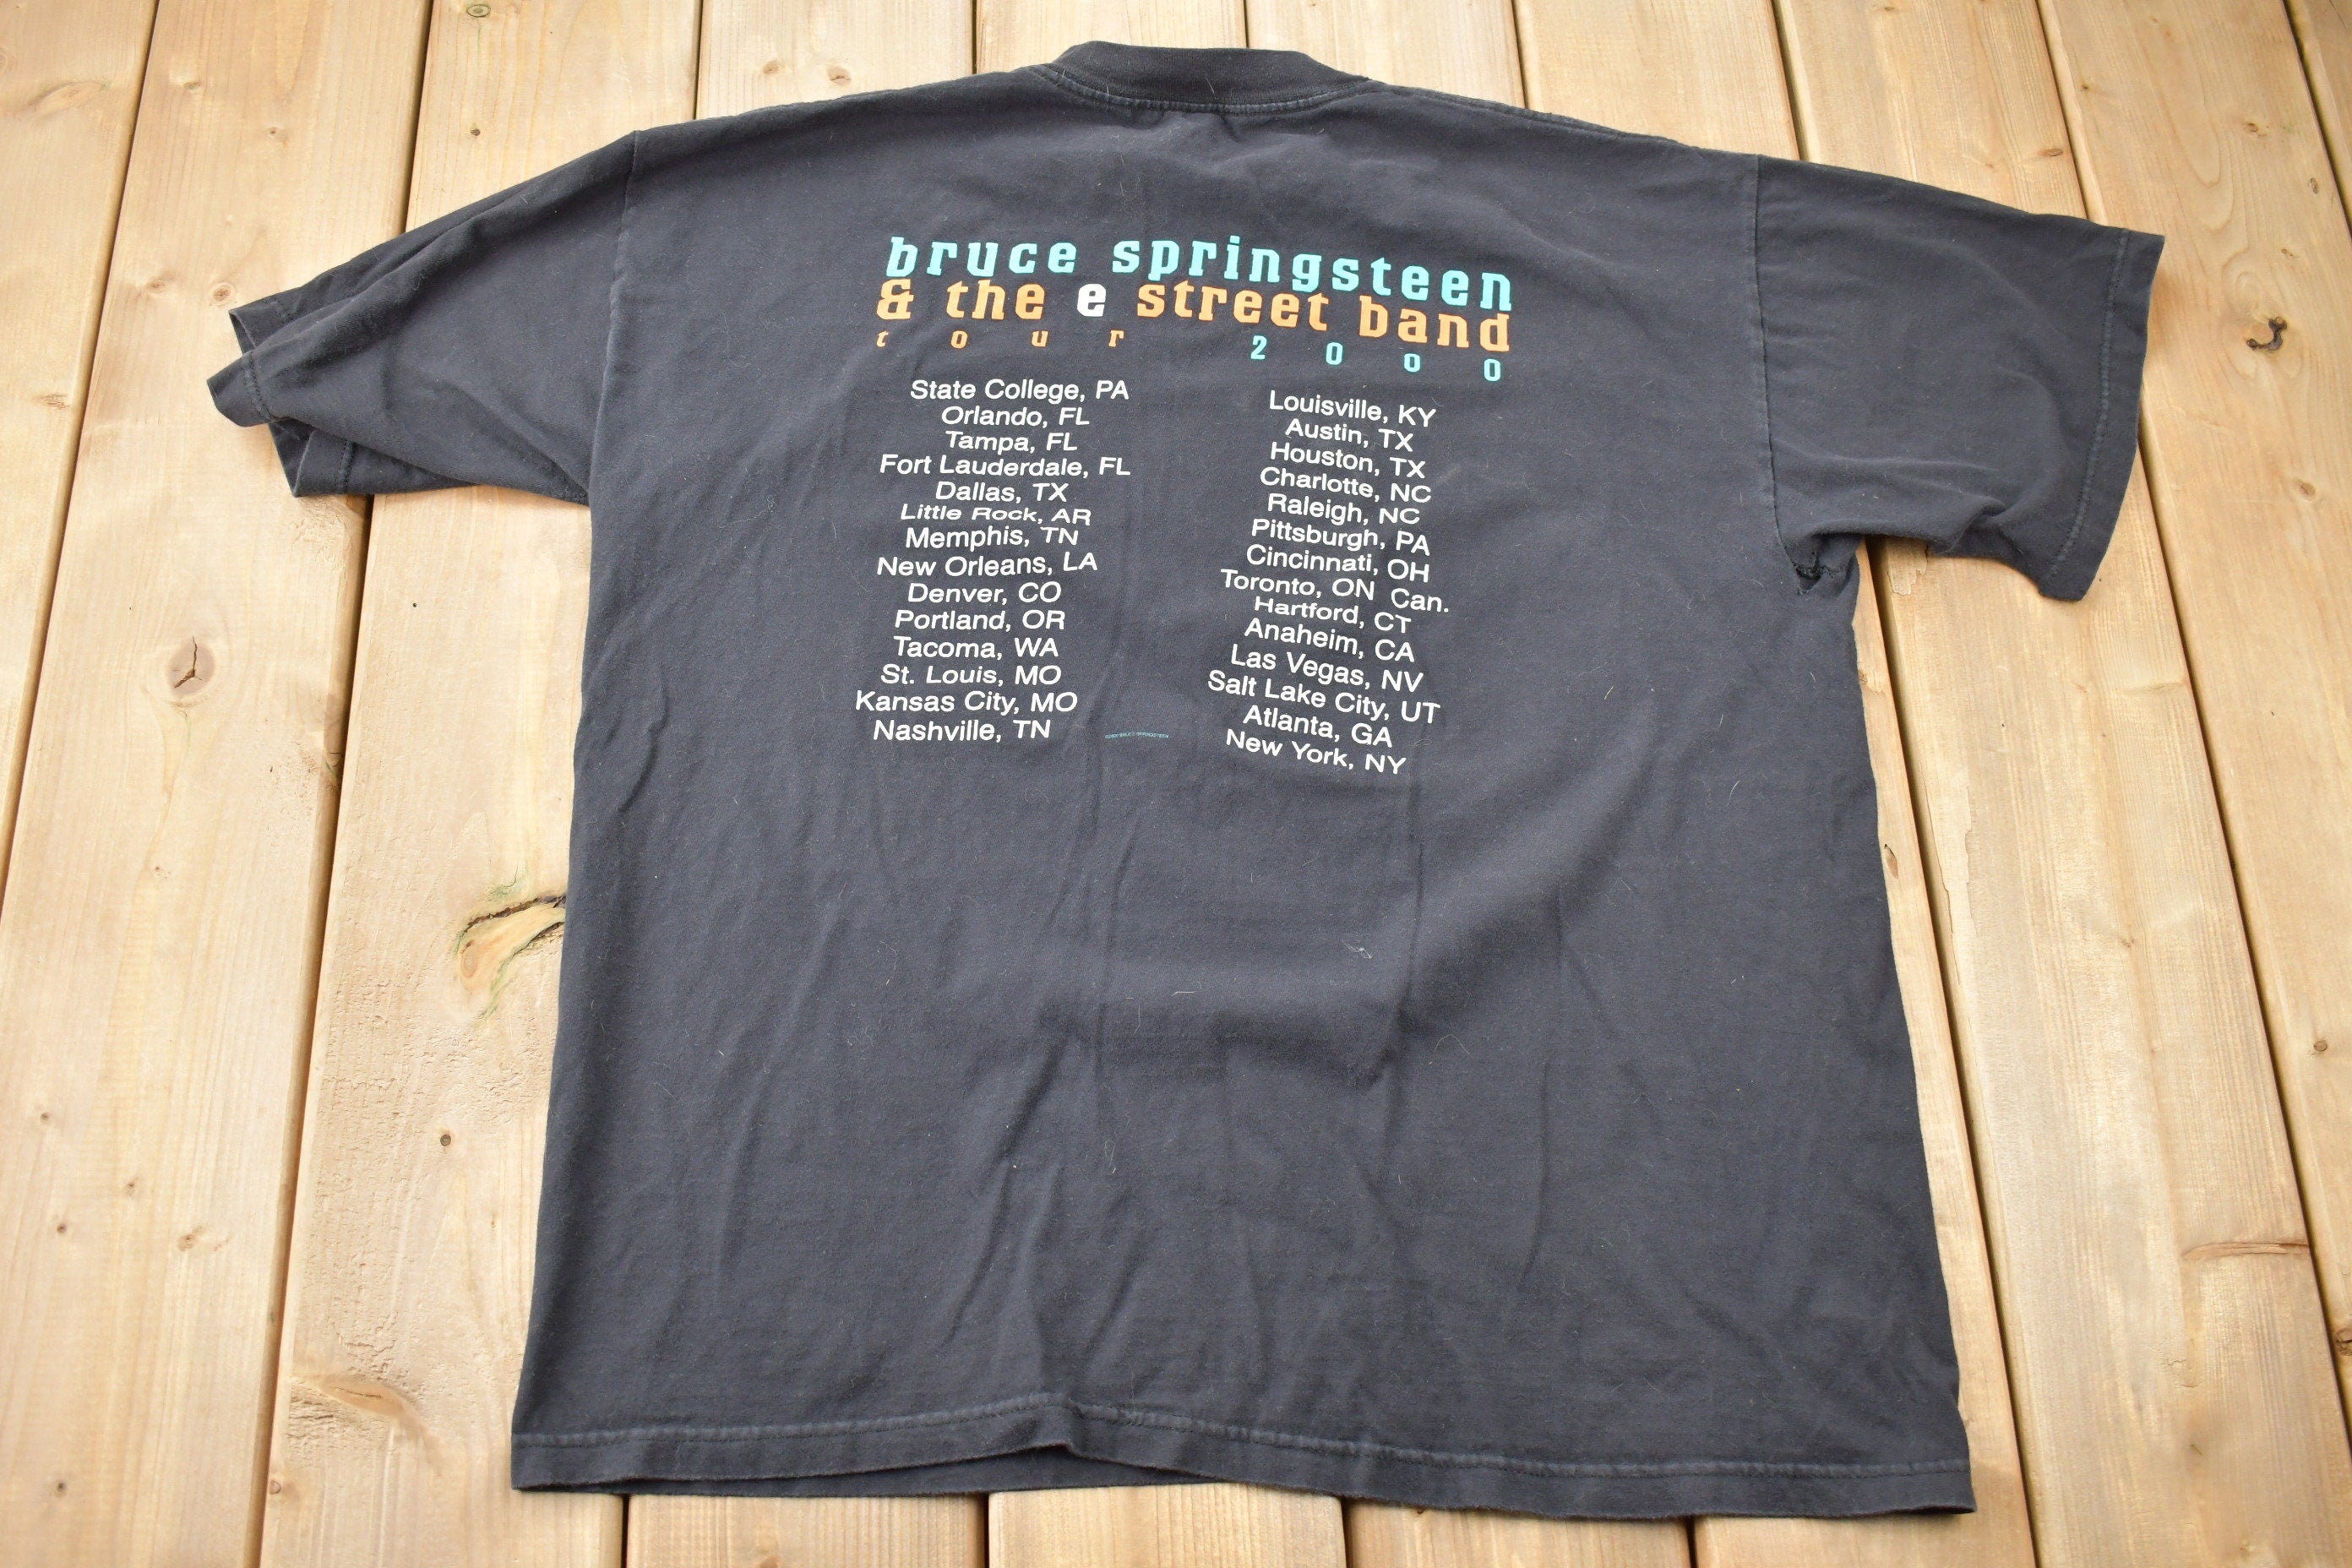 bruce springsteen
& the e street band
tour 2000
State College, PA
Orlando, FL
Tampa, FL
Fort Lauderdale, FL
Dallas, TX
Little Rock, AR
Memphis, TN
New Orleans, LA
Denver, CO
Portland, OR
Tacoma, WA
St. Louis, MO
Kansas City, MO
Nashville, TN
Louisville, KY
Austin, TX
Houston, TX
Charlotte, NC
Raleigh, NC
Pittsburgh, PA
Cincinnati, OH
Toronto, ON Can.
Hartford, CT
Anaheim, CA
Las Vegas, NV
Salt Lake City, UT
Atlanta, GA
New York, NY